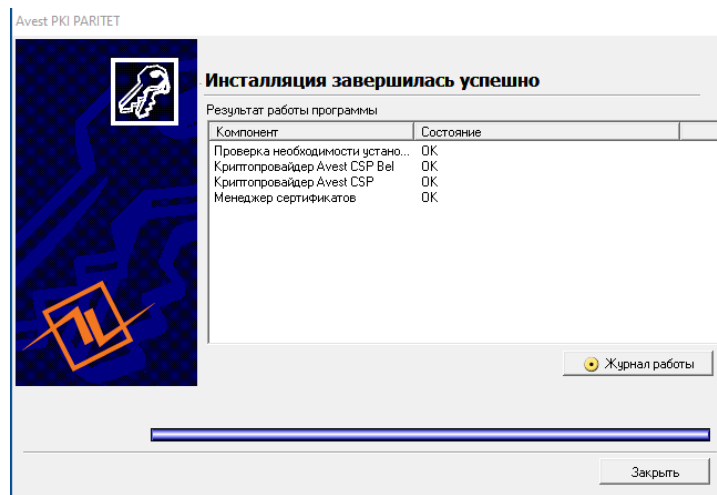 Avest PKI PARITET
Инсталляция завершилась успешно
Результат работы программы
Компонент Состояние
Проверка необходимости устано... OK
Криптопровайдер Avest CSP Bel OK
Криптопровайдер Avest CSP OK
Менеджер сертификатов OK
Журнал работы
Закрыть